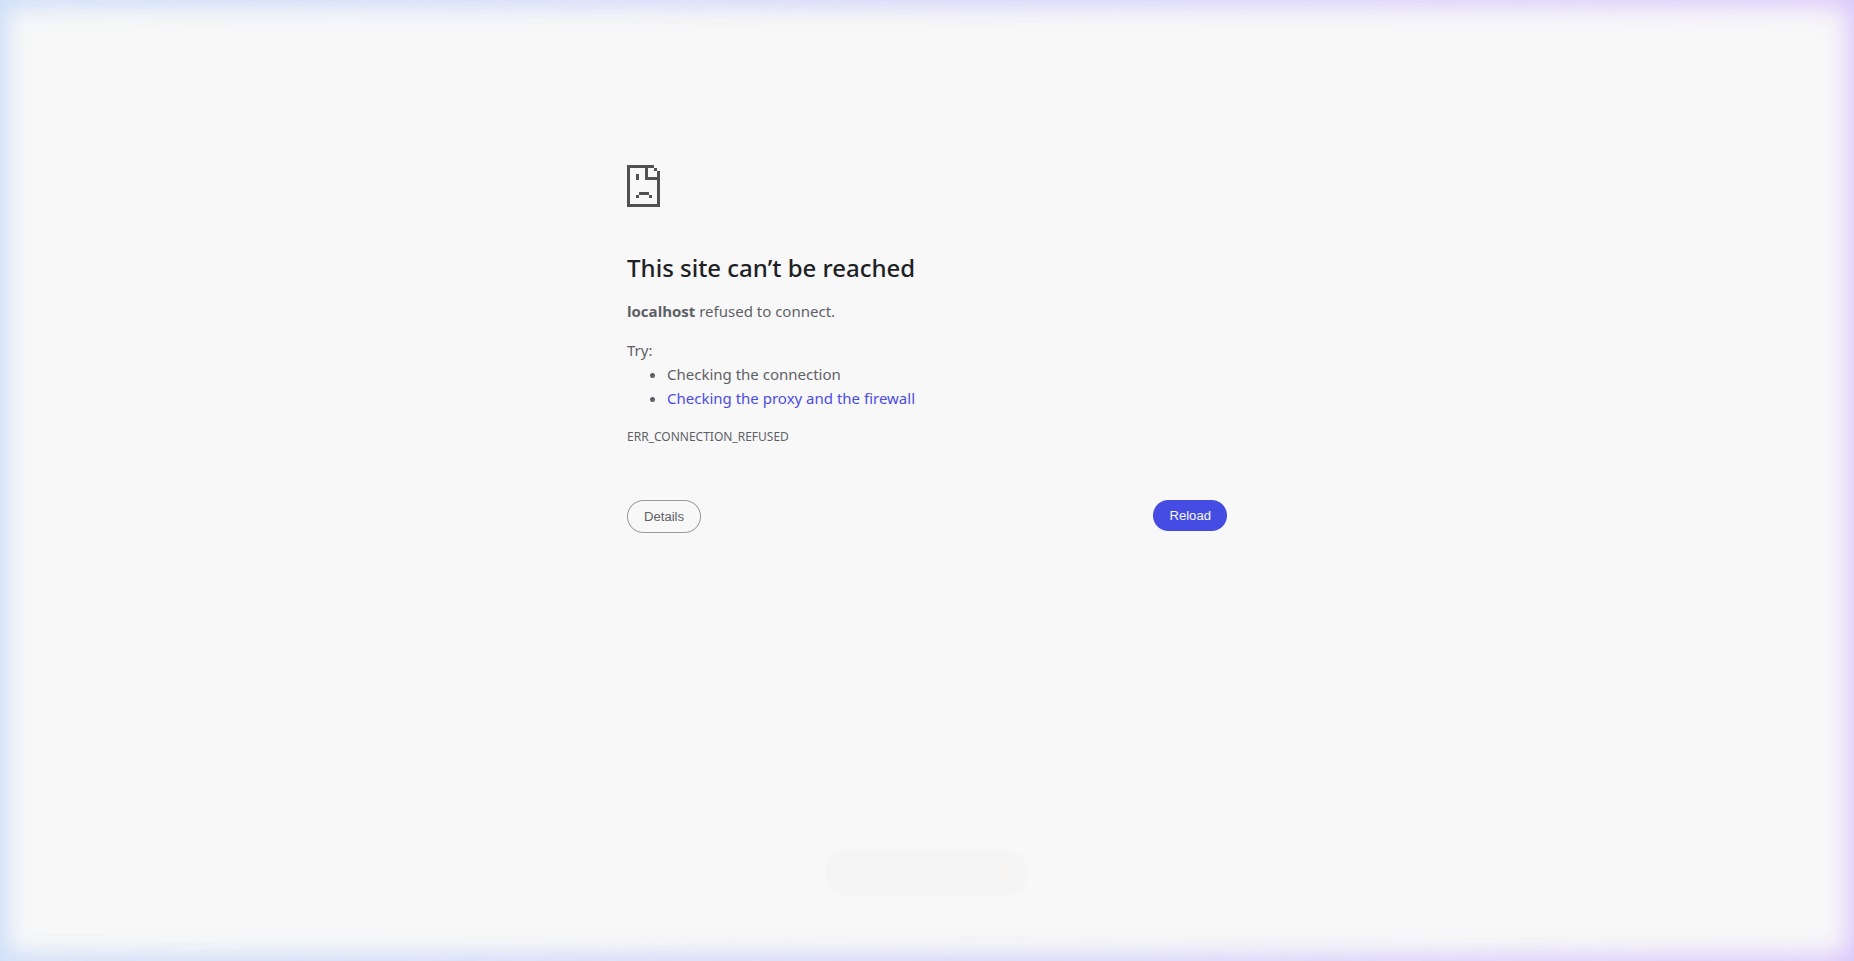 This site can’t be reached
localhost refused to connect.
Try:
Checking the connection
Checking the proxy and the firewall
ERR_CONNECTION_REFUSED
Details
Reload